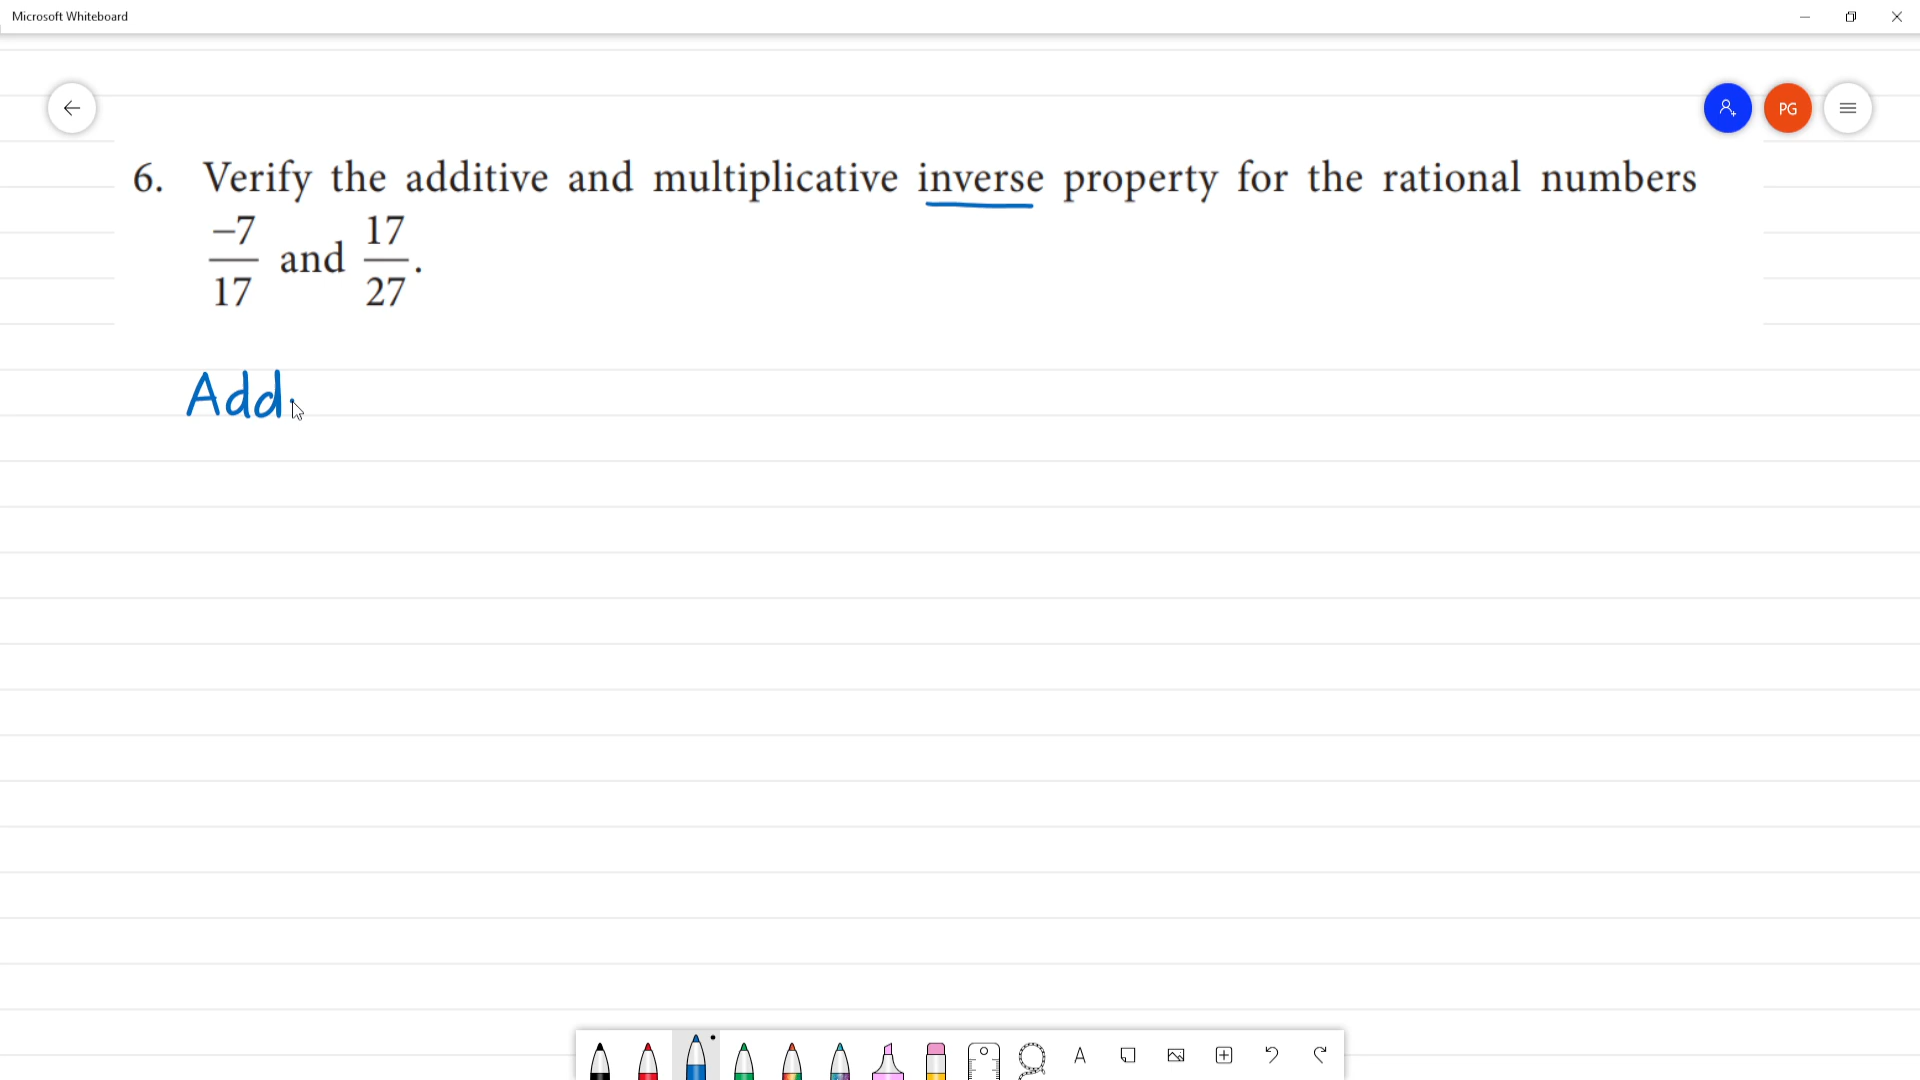 Microsoft Whiteboard
PG
6. Verify the additive and multiplicative inverse property for the rational numbers
−7/17 and 17/27.
Add.
A